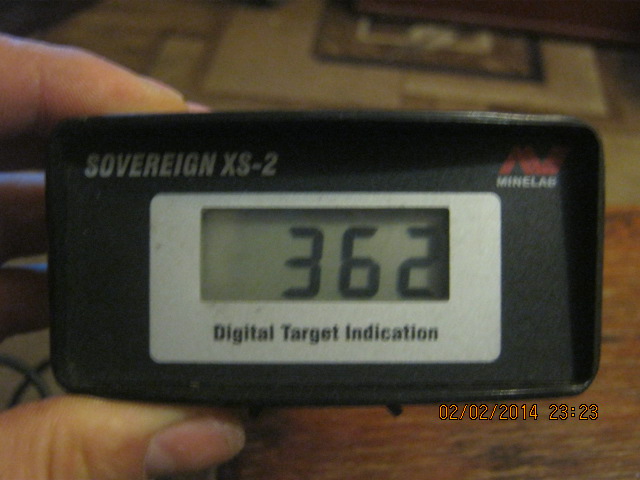 SOVEREIGN XS-2
MINELAB
362
Digital Target Indication
02/02/2014 23:23